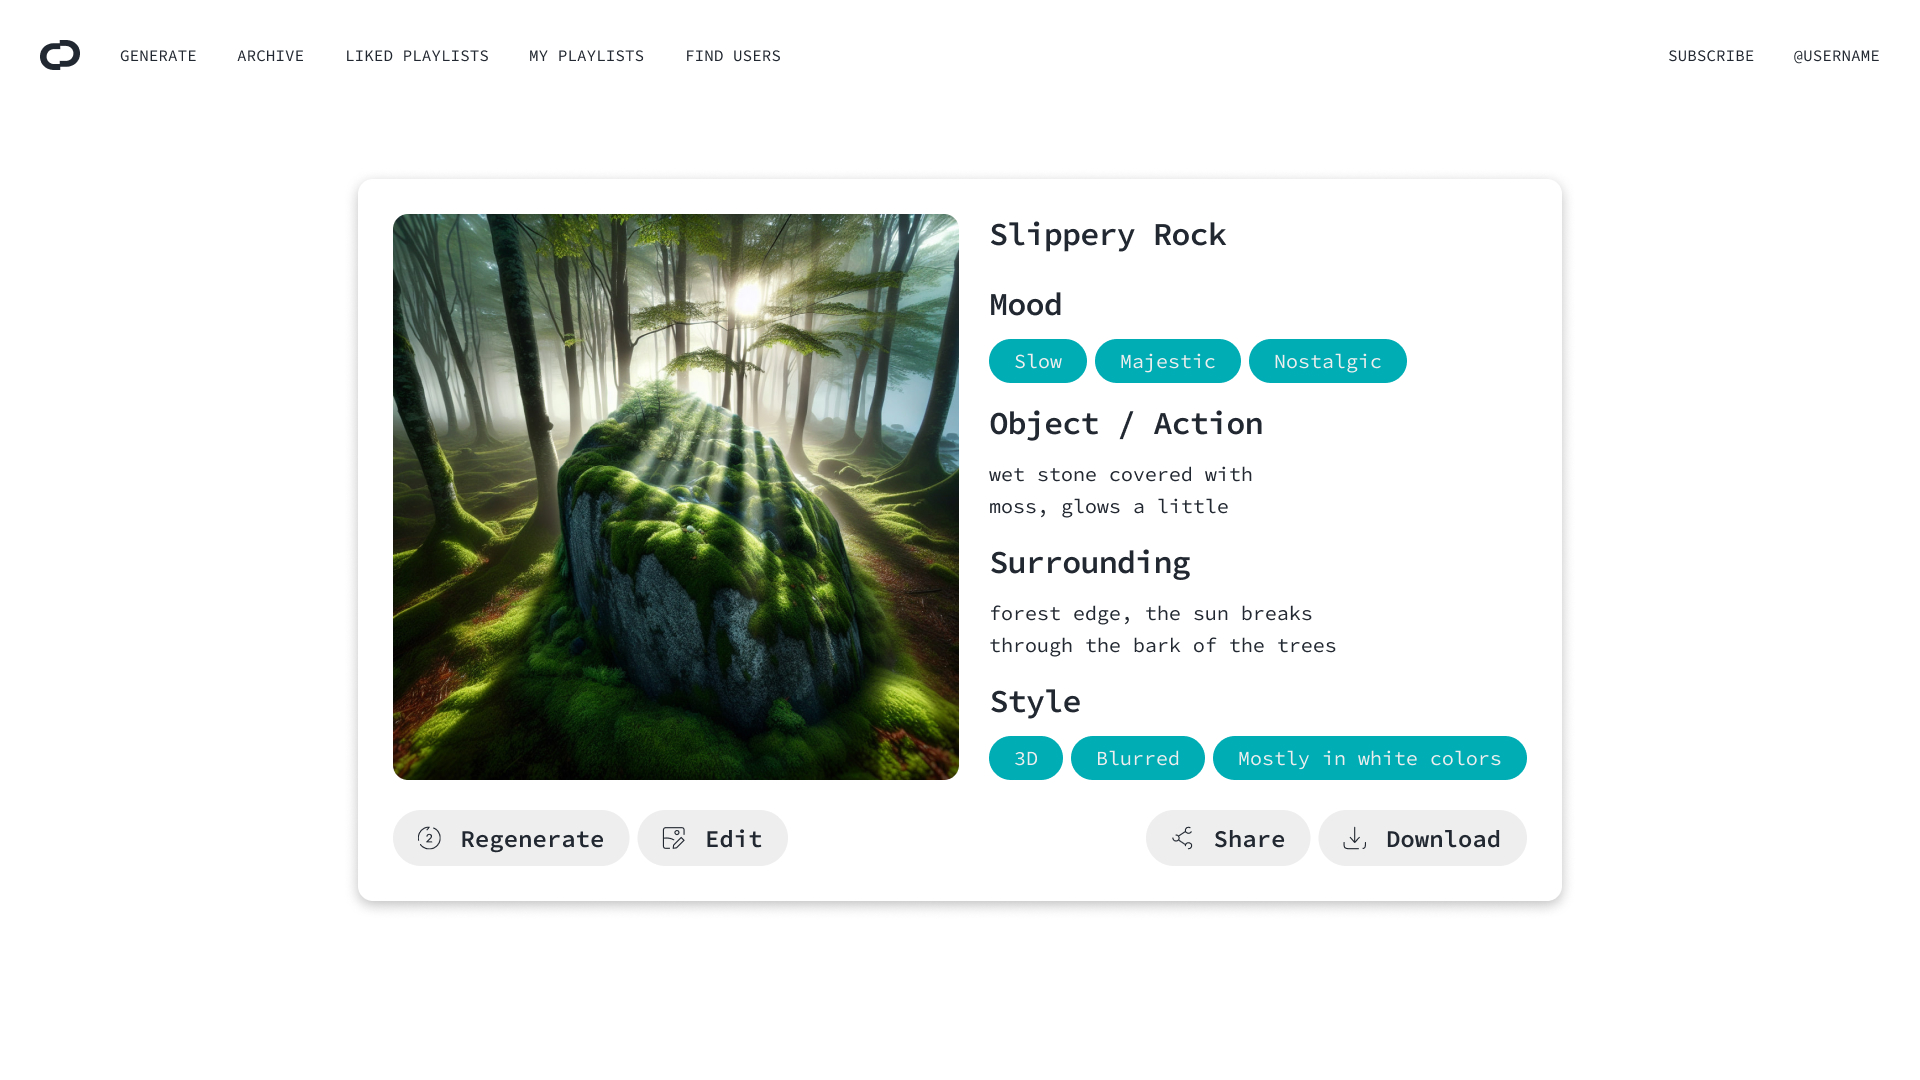 GENERATE
ARCHIVE
LIKED PLAYLISTS
MY PLAYLISTS
FIND USERS
SUBSCRIBE
@USERNAME
Slippery Rock
Mood
Slow
Majestic
Nostalgic
Object / Action
wet stone covered with
moss, glows a little
Surrounding
forest edge, the sun breaks
through the bark of the trees
Style
3D
Blurred
Mostly in white colors
2
Regenerate
Edit
Share
Download